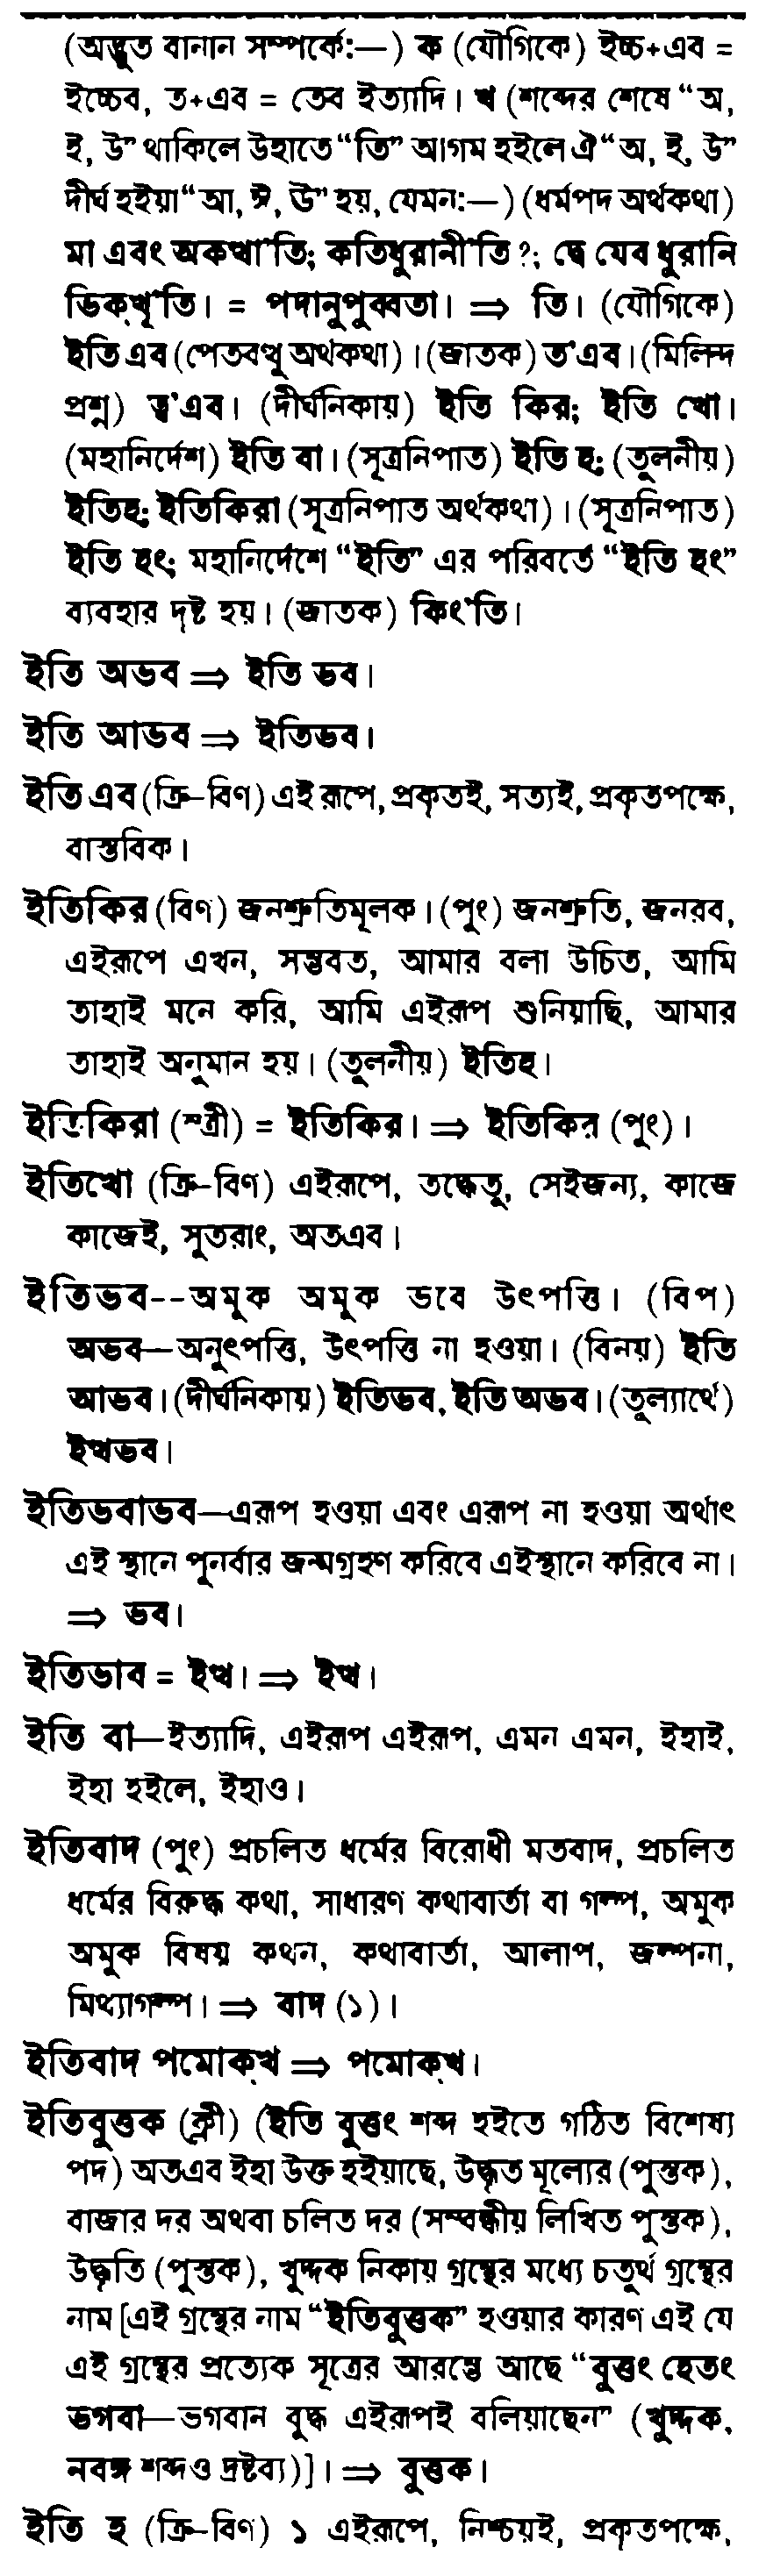 (অদ্ভুত বানান সম্পর্কে:—) ক (যৌগিকে) ইচ্চ+এব =
ইচ্চেব, ত+এব = ত্বেব ইত্যাদি। খ (শব্দের শেষে “অ,
ই, উ” থাকিলে উহাতে “তি” আগম হইলে ঐ “অ, ই, উ”
দীর্ঘ হইয়া “আ, ঈ, ঊ” হয়, যেমন:—) (ধর্মপদ অর্থকথা)
মা এবং অকত্থা'তি; কতিধুরানী'তি ?; দ্বে যেব ধুরানি
ভিক্‌খূ'তি। = পদানুপুব্বতা। ⇒ তি। (যৌগিকে)
ইতি এব (পেতবত্থু অর্থকথা)। (জাতক) ত'এব। (মিলিন্দ
প্রশ্ন) ত্ব'এব। (দীর্ঘনিকায়) ইতি কির; ইতি খো।
(মহানির্দেশ) ইতি বা। (সূত্রনিপাত) ইতি হ; (তুলনীয়)
ইতিহ; ইতিকিরা (সূত্রনিপাত অর্থকথা)। (সূত্রনিপাত)
ইতি হং; মহানির্দেশে “ইতি” এর পরিবর্তে “ইতি হং”
ব্যবহার দৃষ্ট হয়। (জাতক) কিং'তি।
ইতি অভব ⇒ ইতি ভব।
ইতি আভব ⇒ ইতিভব।
ইতি এব (ক্রি-বিণ) এই রূপে, প্রকৃতই, সত্যই, প্রকৃতপক্ষে,
বাস্তবিক।
ইতিকির (বিণ) জনশ্রুতিমূলক। (পুং) জনশ্রুতি, জনরব,
এইরূপে এখন, সম্ভবত, আমার বলা উচিত, আমি
তাহাই মনে করি, আমি এইরূপ শুনিয়াছি, আমার
তাহাই অনুমান হয়। (তুলনীয়) ইতিহ।
ইতিকিরা (স্ত্রী) = ইতিকির। ⇒ ইতিকির (পুং)।
ইতিখো (ক্রি-বিণ) এইরূপে, তদ্ধেতু, সেইজন্য, কাজে
কাজেই, সুতরাং, অতএব।
ইতিভব--অমুক অমুক ভবে উৎপত্তি। (বিপ)
অভব—অনুৎপত্তি, উৎপত্তি না হওয়া। (বিনয়) ইতি
আভব। (দীর্ঘনিকায়) ইতিভব, ইতি অভব। (তুল্যার্থে)
ইত্থভব।
ইতিভবাভব—এরূপ হওয়া এবং এরূপ না হওয়া অর্থাৎ
এই স্থানে পুনর্বার জন্মগ্রহণ করিবে এইস্থানে করিবে না।
⇒ ভব।
ইতিভাব = ইত্থ। ⇒ ইত্থ।
ইতি বা—ইত্যাদি, এইরূপ এইরূপ, এমন এমন, ইহাই,
ইহা হইলে, ইহাও।
ইতিবাদ (পুং) প্রচলিত ধর্মের বিরোধী মতবাদ, প্রচলিত
ধর্মের বিরুদ্ধ কথা, সাধারণ কথাবার্তা বা গল্প, অমুক
অমুক বিষয় কথন, কথাবার্তা, আলাপ, জল্পনা,
মিথ্যাগল্প। ⇒ বাদ (১)।
ইতিবাদ পমোক্‌খ ⇒ পমোক্‌খ।
ইতিবুত্তক (ক্লী) (ইতি বুত্তং শব্দ হইতে গঠিত বিশেষ্য
পদ) অতএব ইহা উক্ত হইয়াছে, উদ্ধৃত মূল্যের (পুস্তক),
বাজার দর অথবা চলিত দর (সম্বন্ধীয় লিখিত পুস্তক),
উদ্ধৃতি (পুস্তক), খুদ্দক নিকায় গ্রন্থের মধ্যে চতুর্থ গ্রন্থের
নাম [এই গ্রন্থের নাম “ইতিবুত্তক” হওয়ার কারণ এই যে
এই গ্রন্থের প্রত্যেক সূত্রের আরম্ভে আছে “বুত্তং হেতং
ভগবা—ভগবান বুদ্ধ এইরূপই বলিয়াছেন” (খুদ্দক,
নবঙ্গ শব্দও দ্রষ্টব্য)]। ⇒ বুত্তক।
ইতি হ (ক্রি-বিণ) ১ এইরূপে, নিশ্চয়ই, প্রকৃতপক্ষে,